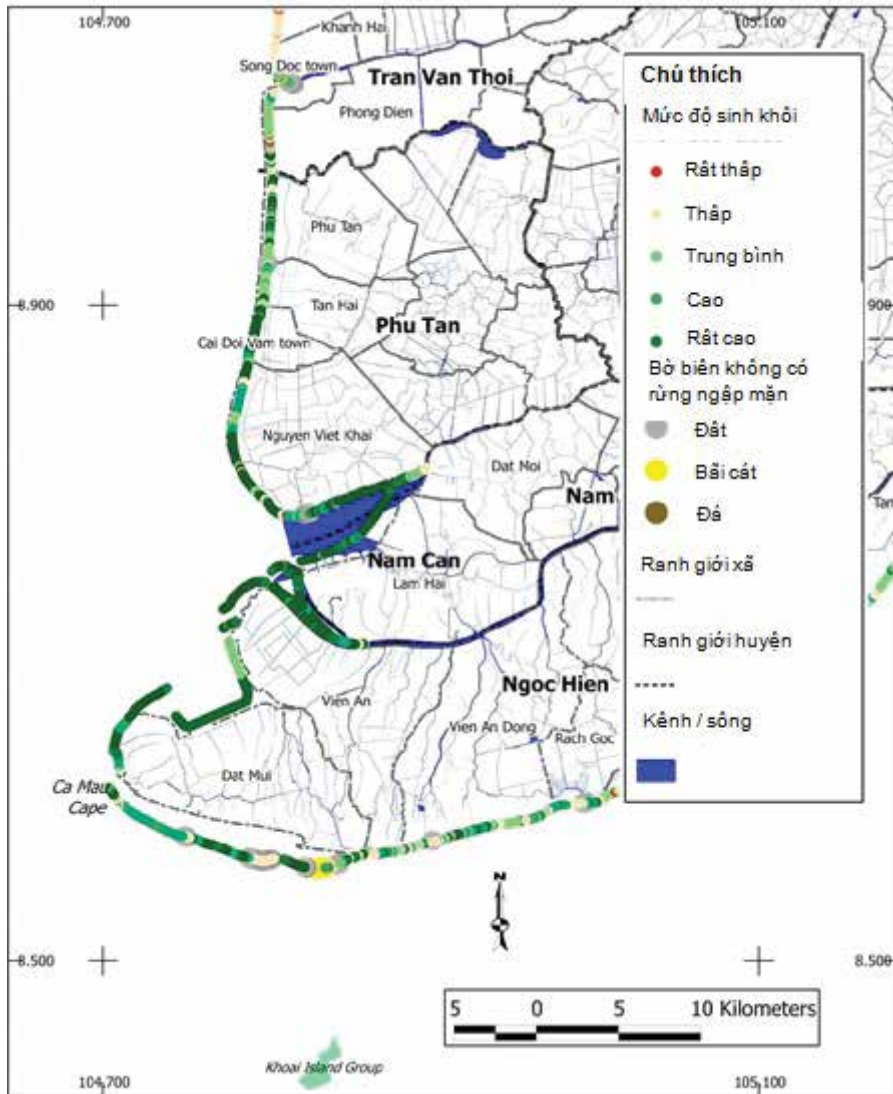 104.700
105.100
Khanh Hai
Song Doc town
Tran Van Thoi
Phong Dien
Phu Tan
8.900
900
Tan Hai
Phu Tan
Cai Doi Vam town
Nguyen Viet Khai
Dat Moi
Nam
Nam Can
Lam Hai
Tan
Ngoc Hien
Vien An
Vien An Dong
Rach Goc
Dat Mui
Ca Mau
Cape
N
8.500
8.500
5 0 5 10 Kilometers
Khoai Island Group
104.700
105.100
Chú thích
Mức độ sinh khối
Rất thấp
Thấp
Trung bình
Cao
Rất cao
Bờ biển không có
rừng ngập mặn
Đất
Bãi cát
Đá
Ranh giới xã
Ranh giới huyện
Kênh / sông